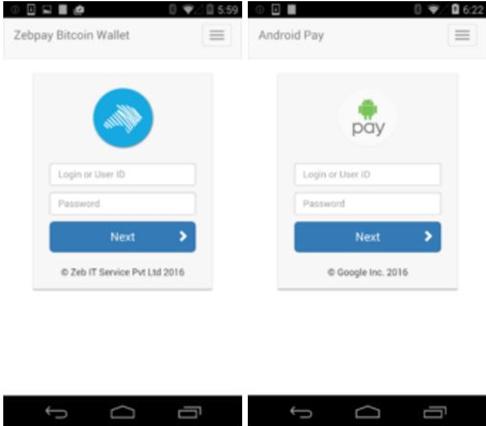 5:59
Zebpay Bitcoin Wallet
Login or User ID
Password
Next
© Zeb IT Service Pvt Ltd 2016
6:22
Android Pay
pay
Login or User ID
Password
Next
© Google Inc. 2016